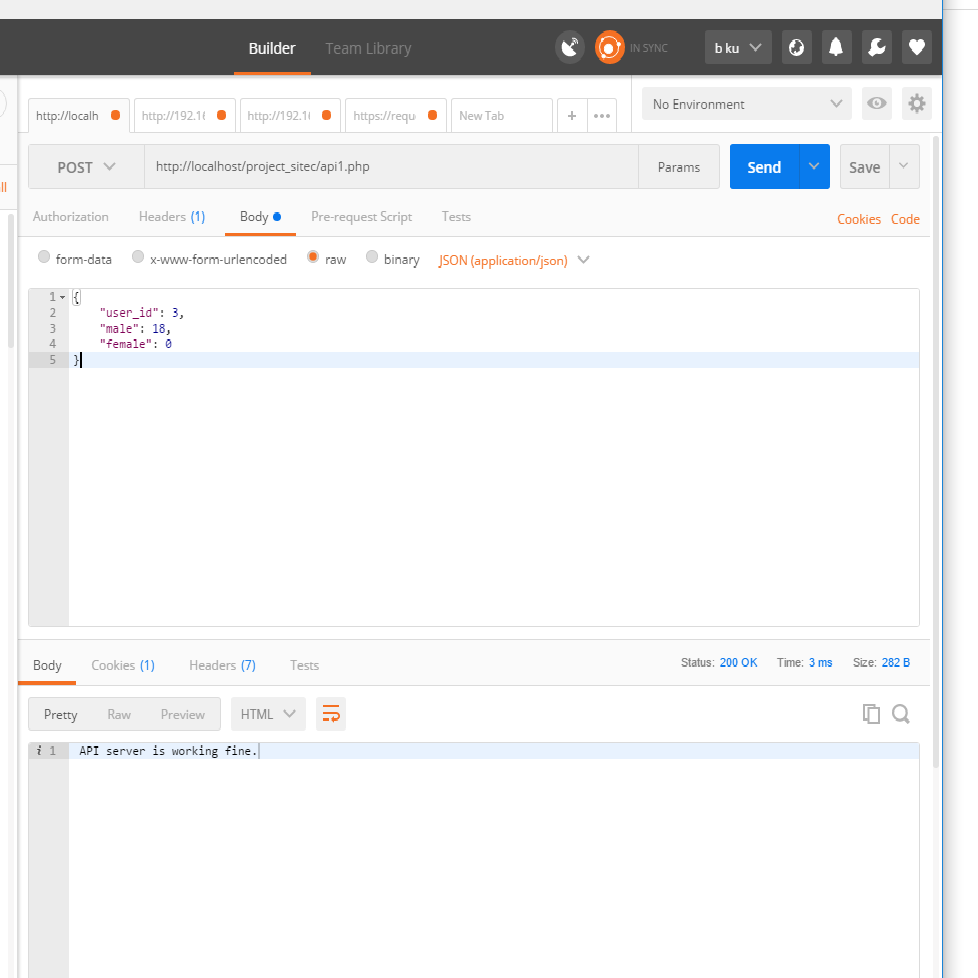 Builder Team Library IN SYNC b ku
http://localh http://192.1 http://192.1 https://requ New Tab + ••• No Environment
POST http://localhost/project_sitec/api1.php Params Send Save
ll
Authorization Headers (1) Body Pre-request Script Tests Cookies Code
form-data x-www-form-urlencoded raw binary JSON (application/json)
1 {
2 "user_id": 3,
3 "male": 18,
4 "female": 0
5 }
Body Cookies (1) Headers (7) Tests Status: 200 OK Time: 3 ms Size: 282 B
Pretty Raw Preview HTML
i 1 API server is working fine.